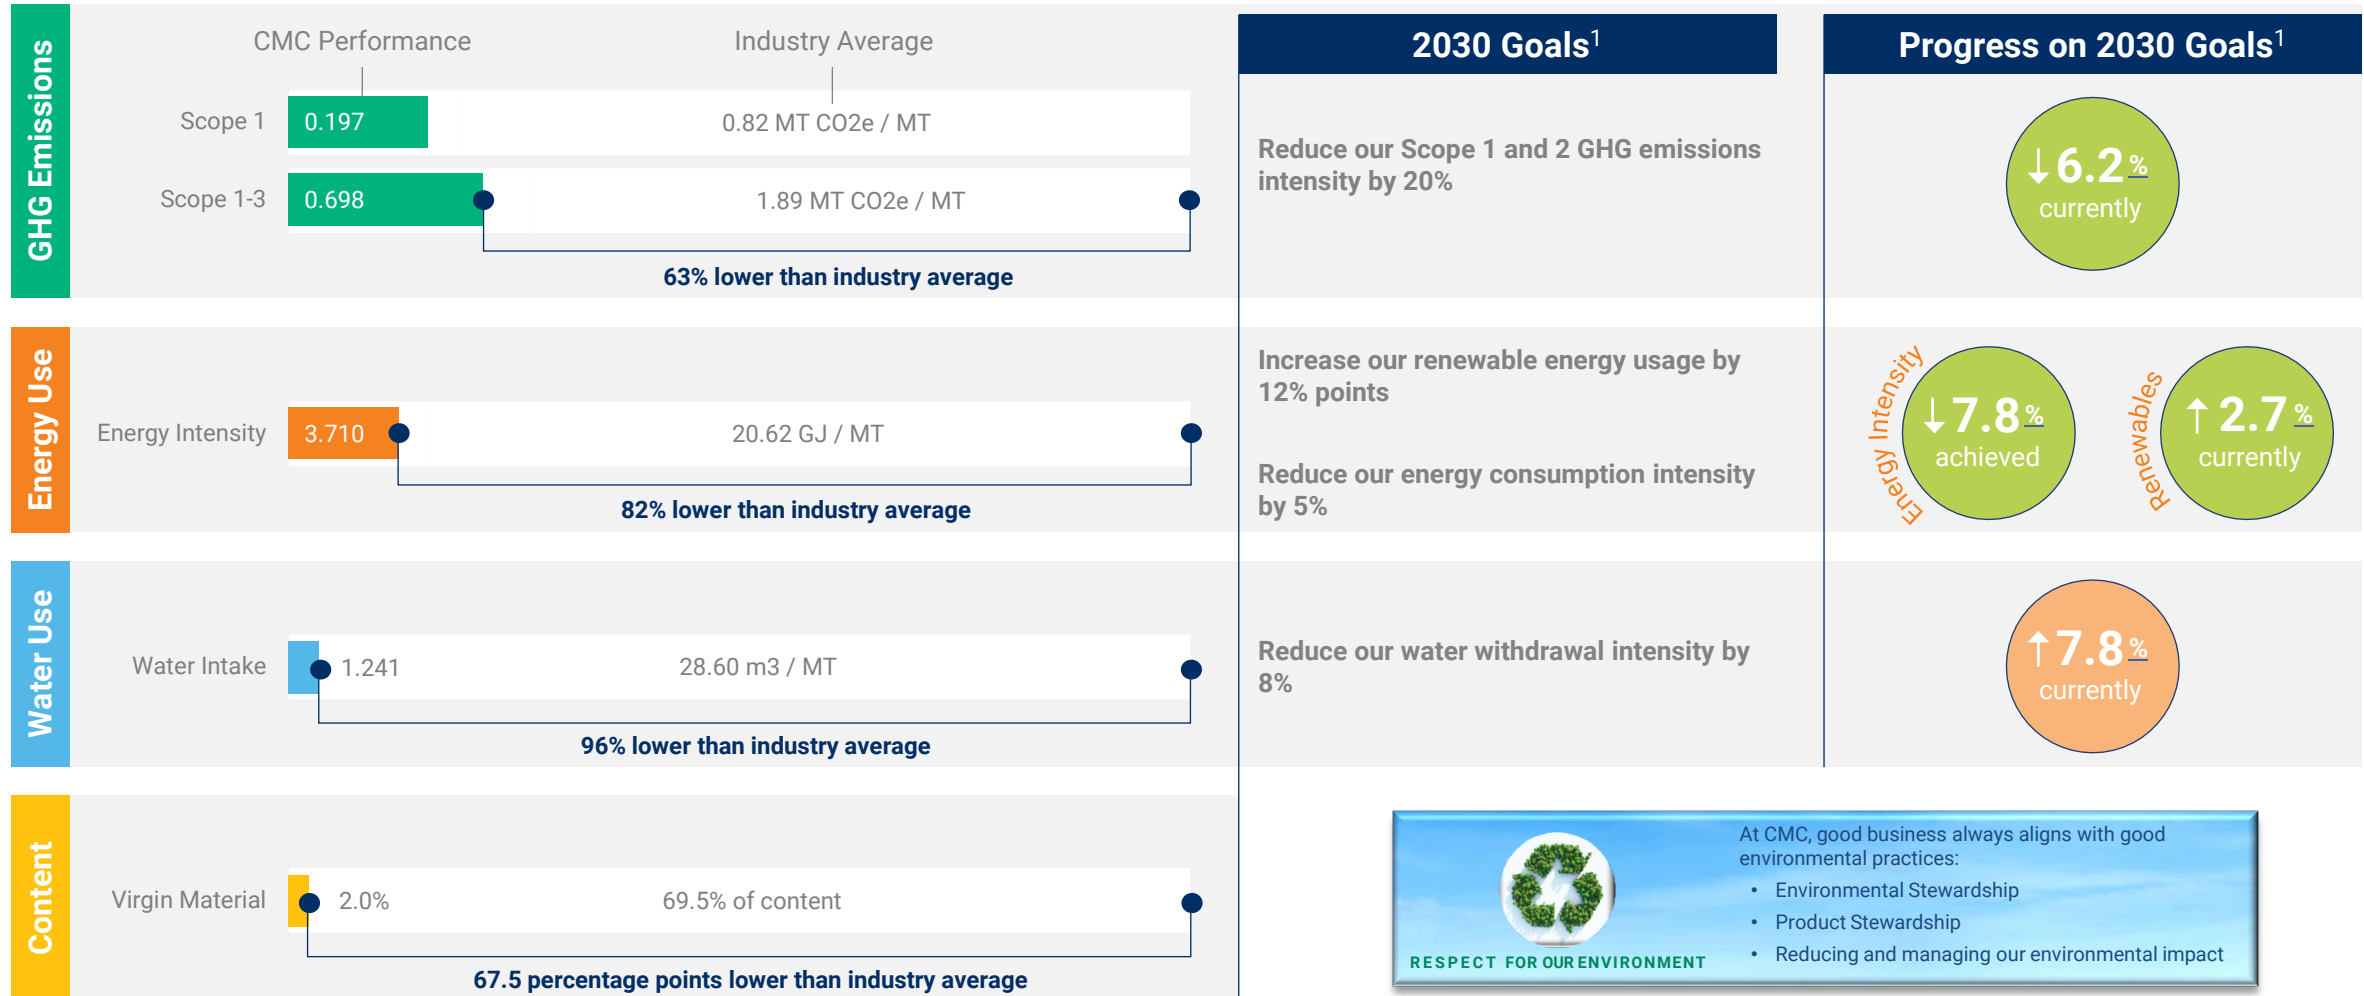 GHG Emissions
CMC Performance
Industry Average
Scope 1
0.197
0.82 MT CO2e / MT
Scope 1-3
0.698
1.89 MT CO2e / MT
63% lower than industry average
2030 Goals1
Reduce our Scope 1 and 2 GHG emissions
intensity by 20%
Progress on 2030 Goals1
↓6.2%
currently
Energy Use
Energy Intensity
3.710
20.62 GJ / MT
82% lower than industry average
Increase our renewable energy usage by
12% points
Reduce our energy consumption intensity
by 5%
Energy Intensity
↓7.8%
achieved
Renewables
↑2.7%
currently
Water Use
Water Intake
1.241
28.60 m3 / MT
96% lower than industry average
Reduce our water withdrawal intensity by
8%
↑7.8%
currently
Content
Virgin Material
2.0%
69.5% of content
67.5 percentage points lower than industry average
RESPECT FOR OUR ENVIRONMENT
At CMC, good business always aligns with good
environmental practices:
• Environmental Stewardship
• Product Stewardship
• Reducing and managing our environmental impact